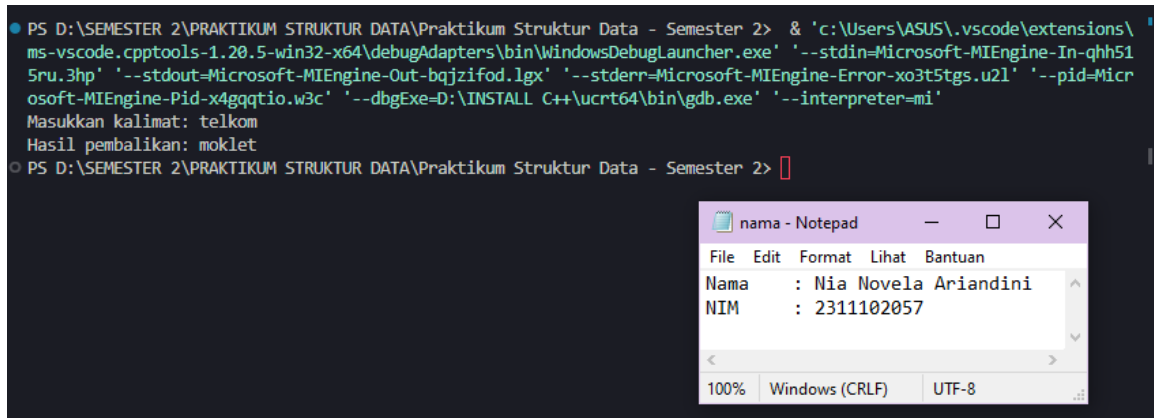 PS D:\SEMESTER 2\PRAKTIKUM STRUKTUR DATA\Praktikum Struktur Data - Semester 2>  & 'c:\Users\ASUS\.vscode\extensions\
ms-vscode.cpptools-1.20.5-win32-x64\debugAdapters\bin\WindowsDebugLauncher.exe' '--stdin=Microsoft-MIEngine-In-qhh51
5ru.3hp' '--stdout=Microsoft-MIEngine-Out-bqjzifod.lgx' '--stderr=Microsoft-MIEngine-Error-xo3t5tgs.u2l' '--pid=Micr
osoft-MIEngine-Pid-x4gqqtio.w3c' '--dbgExe=D:\INSTALL C++\ucrt64\bin\gdb.exe' '--interpreter=mi'
Masukkan kalimat: telkom
Hasil pembalikan: moklet
PS D:\SEMESTER 2\PRAKTIKUM STRUKTUR DATA\Praktikum Struktur Data - Semester 2>
nama - Notepad
File Edit Format Lihat Bantuan
Nama : Nia Novela Ariandini
NIM : 2311102057
100% Windows (CRLF) UTF-8